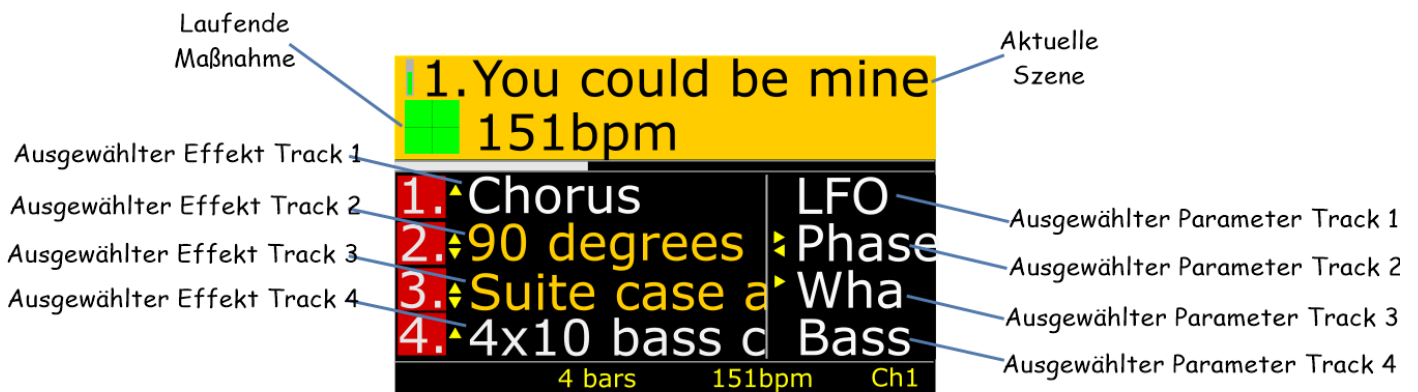 Laufende
Maßnahme
Aktuelle
Szene
1.You could be mine
151bpm
Ausgewählter Effekt Track 1
Ausgewählter Effekt Track 2
Ausgewählter Effekt Track 3
Ausgewählter Effekt Track 4
1. Chorus LFO
2. 90 degrees Phase
3. Suite case a Wha
4. 4x10 bass c Bass
4 bars 151bpm Ch1
Ausgewählter Parameter Track 1
Ausgewählter Parameter Track 2
Ausgewählter Parameter Track 3
Ausgewählter Parameter Track 4